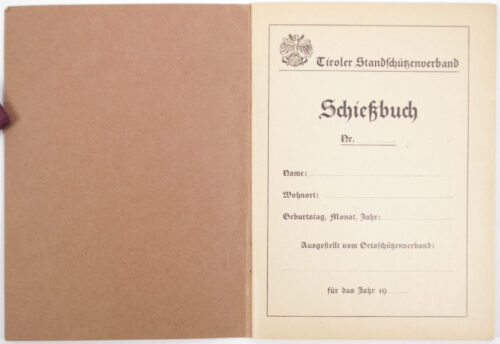 Tiroler Standschützenverband
Schießbuch
Nr.
Name:
Wohnort:
Geburtstag, Monat, Jahr:
Ausgestellt vom Ortsschützenverband:
für das Jahr 19